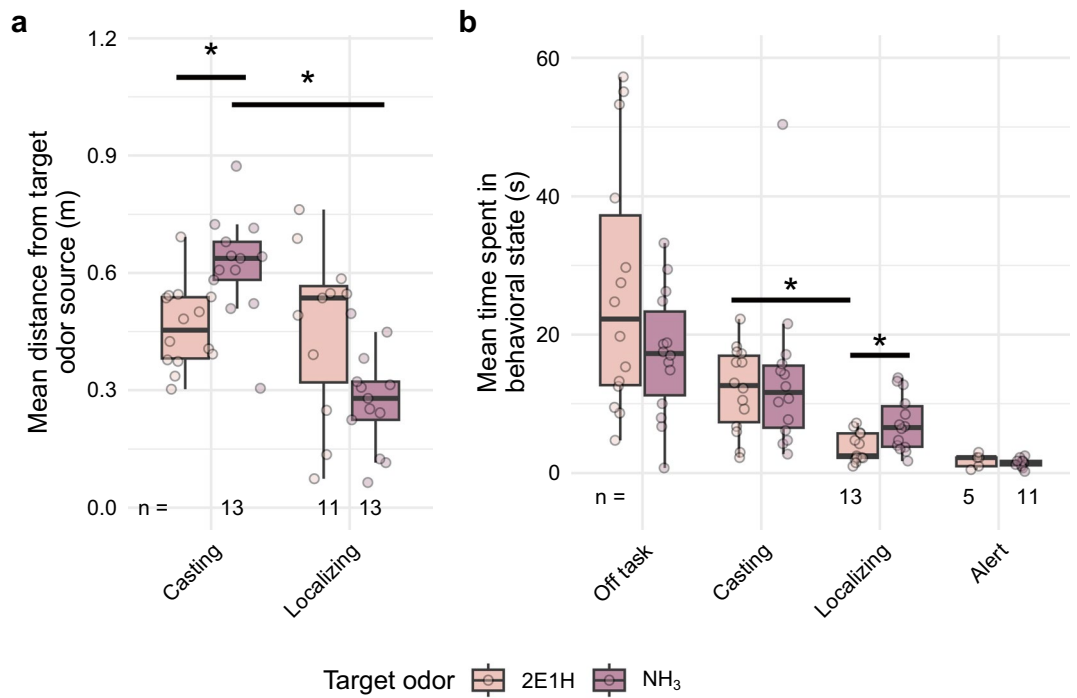 a
Mean distance from target
odor source (m)
1.2
0.9
0.6
0.3
0.0
*
*
n =
13
11
13
Casting
Localizing
b
Mean time spent in
behavioral state (s)
60
40
20
0
*
*
n =
13
5
11
Off task
Casting
Localizing
Alert
Target odor
2E1H
NH₃